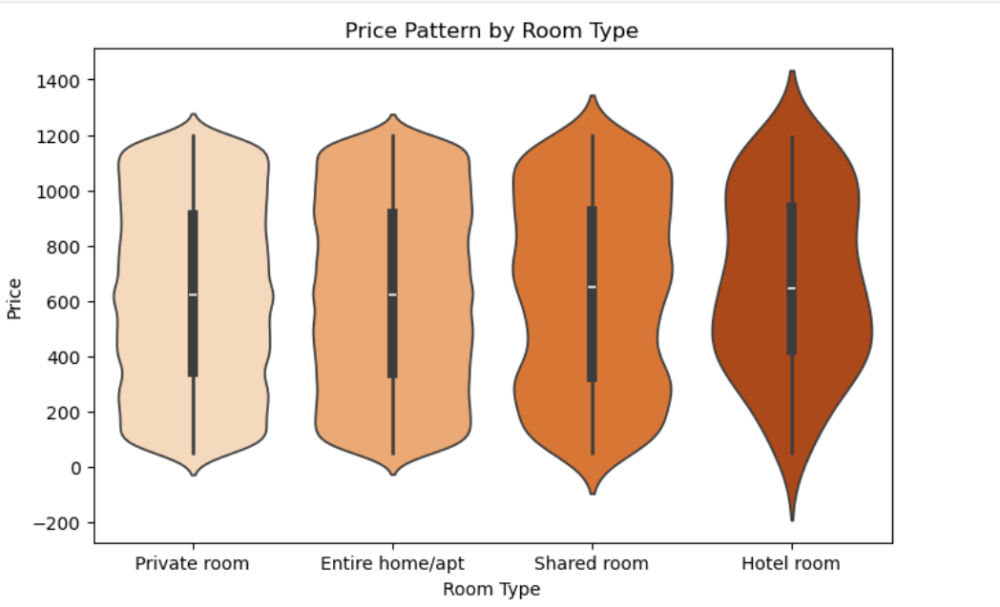 Price Pattern by Room Type
1400
1200
1000
800
600
400
200
0
−200
Price
Private room
Entire home/apt
Shared room
Hotel room
Room Type